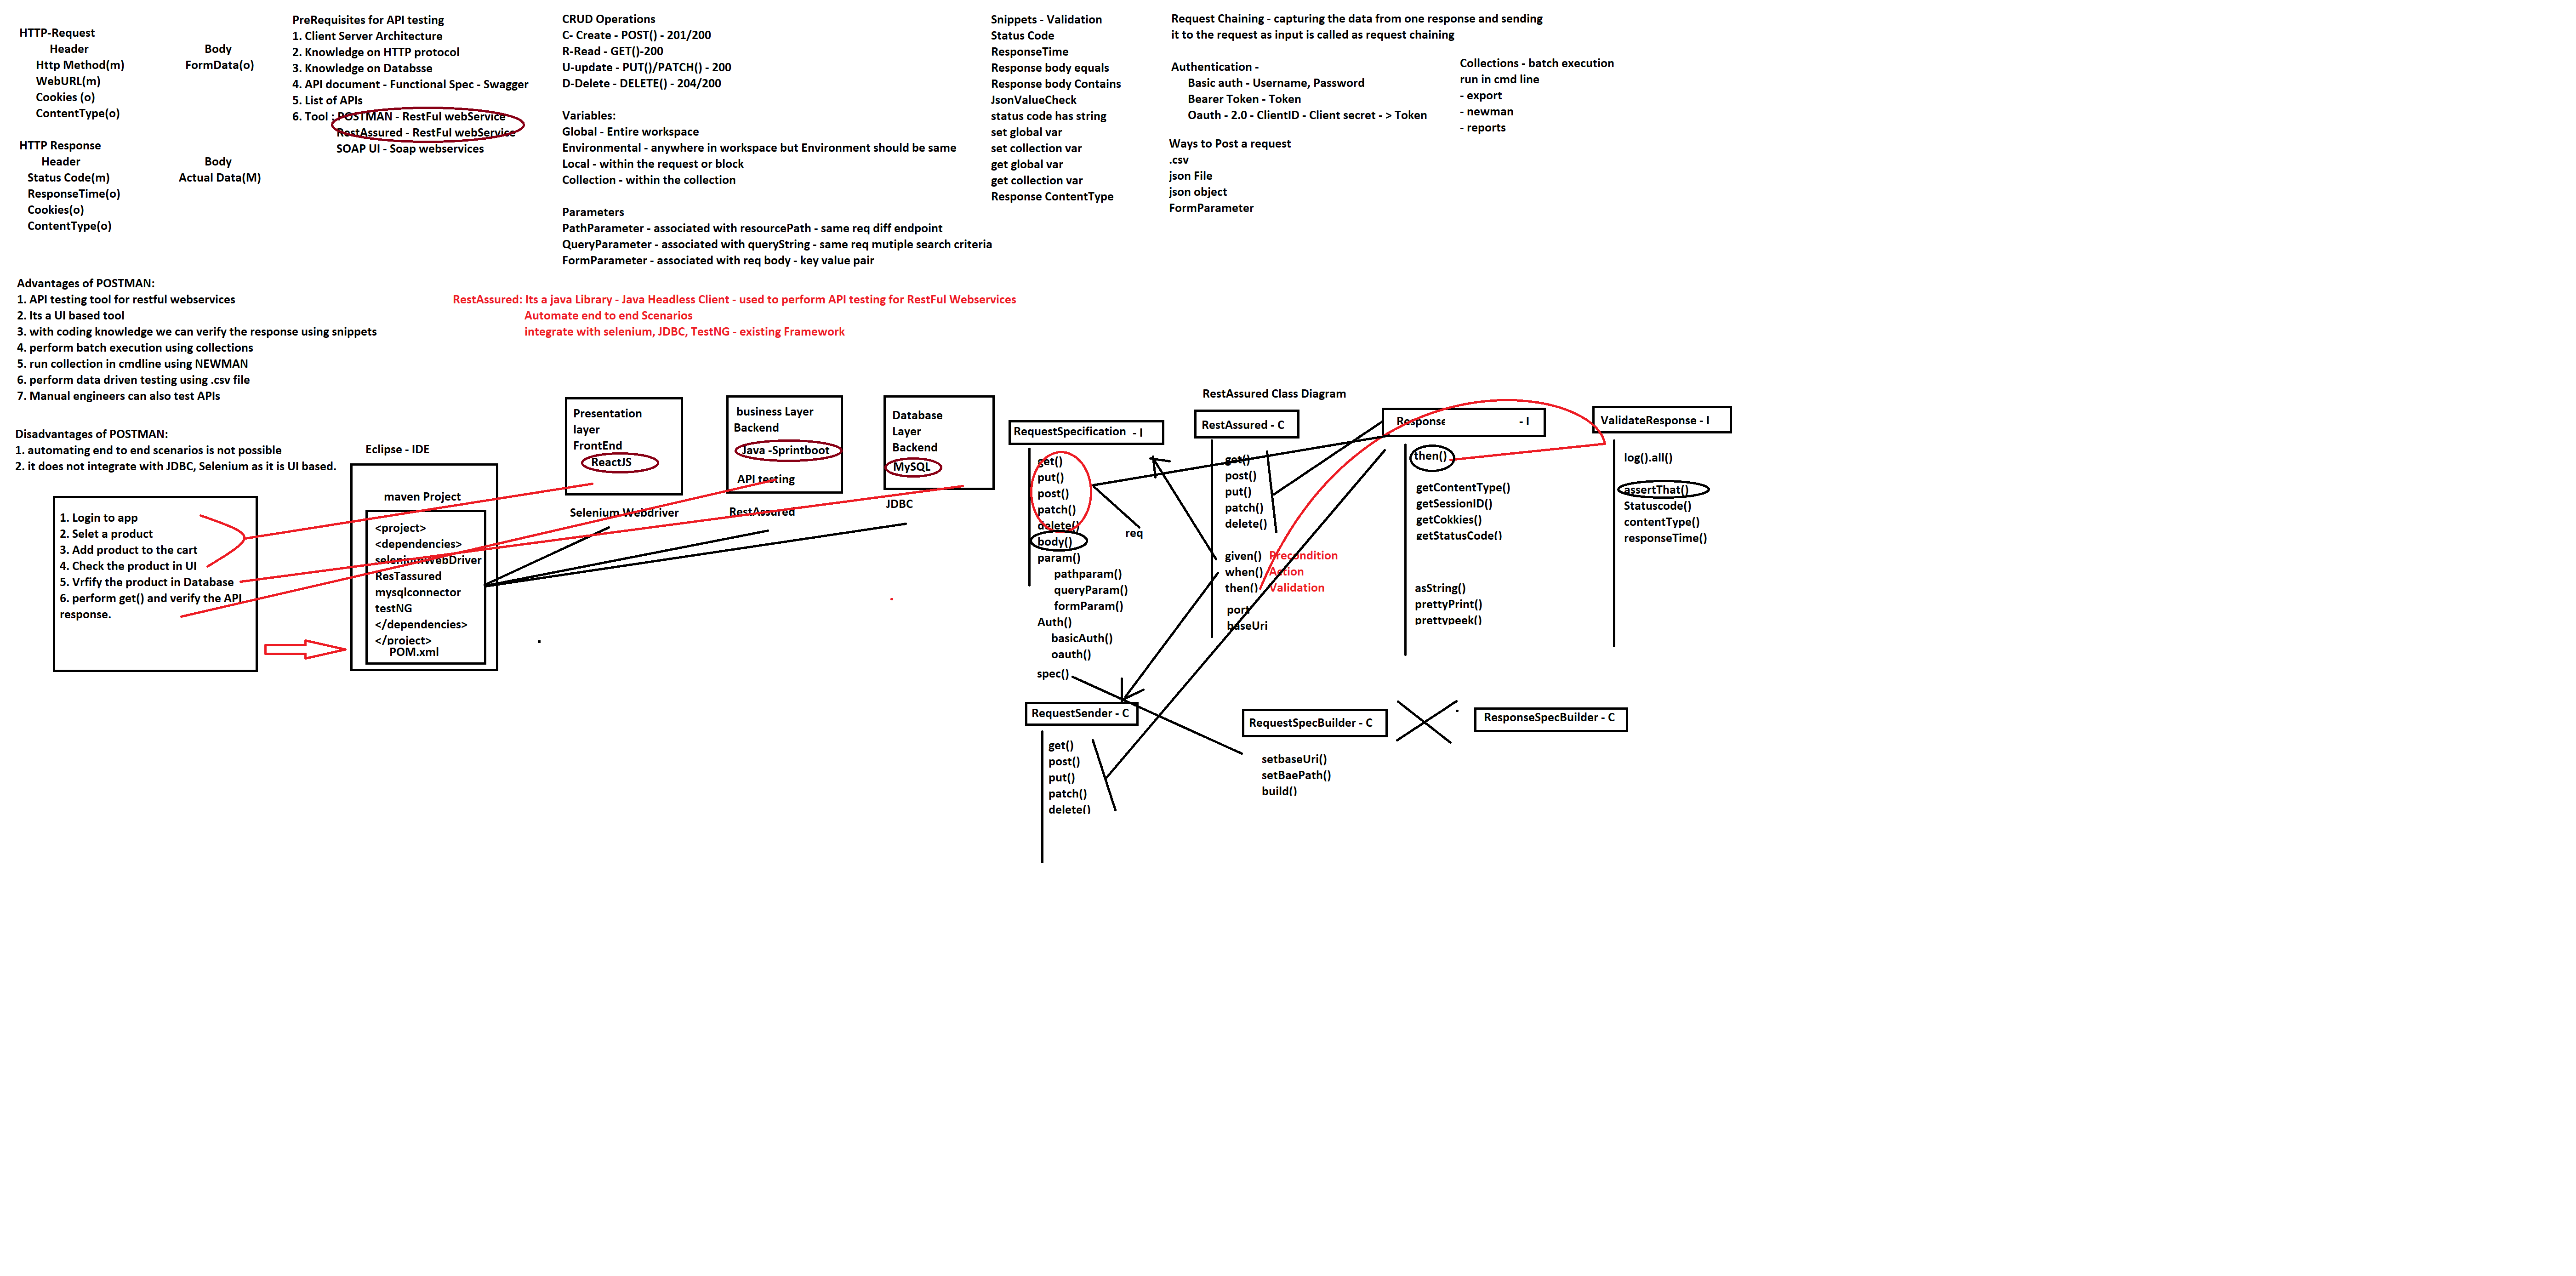 HTTP-Request
Header Body
Http Method(m) FormData(o)
WebURL(m)
Cookies (o)
ContentType(o)
HTTP Response
Header Body
Status Code(m) Actual Data(M)
ResponseTime(o)
Cookies(o)
ContentType(o)
PreRequisites for API testing
1. Client Server Architecture
2. Knowledge on HTTP protocol
3. Knowledge on Databsse
4. API document - Functional Spec - Swagger
5. List of APIs
6. Tool : POSTMAN - RestFul webService
RestAssured - RestFul webService
SOAP UI - Soap webservices
CRUD Operations
C- Create - POST() - 201/200
R-Read - GET()-200
U-update - PUT()/PATCH() - 200
D-Delete - DELETE() - 204/200
Variables:
Global - Entire workspace
Environmental - anywhere in workspace but Environment should be same
Local - within the request or block
Collection - within the collection
Parameters
PathParameter - associated with resourcePath - same req diff endpoint
QueryParameter - associated with queryString - same req mutiple search criteria
FormParameter - associated with req body - key value pair
Snippets - Validation
Status Code
ResponseTime
Response body equals
Response body Contains
JsonValueCheck
status code has string
set global var
set collection var
get global var
get collection var
Response ContentType
Request Chaining - capturing the data from one response and sending
it to the request as input is called as request chaining
Authentication -
Basic auth - Username, Password
Bearer Token - Token
Oauth - 2.0 - ClientID - Client secret - > Token
Ways to Post a request
.csv
json File
json object
FormParameter
Collections - batch execution
run in cmd line
- export
- newman
- reports
Advantages of POSTMAN:
1. API testing tool for restful webservices
2. Its a UI based tool
3. with coding knowledge we can verify the response using snippets
4. perform batch execution using collections
5. run collection in cmdline using NEWMAN
6. perform data driven testing using .csv file
7. Manual engineers can also test APIs
Disadvantages of POSTMAN:
1. automating end to end scenarios is not possible
2. it does not integrate with JDBC, Selenium as it is UI based.
RestAssured: Its a java Library - Java Headless Client - used to perform API testing for RestFul Webservices
Automate end to end Scenarios
integrate with selenium, JDBC, TestNG - existing Framework
1. Login to app
2. Selet a product
3. Add product to the cart
4. Check the product in UI
5. Vrfify the product in Database
6. perform get() and verify the API
response.
Eclipse - IDE
maven Project
<project>
<dependencies>
seleniumWebDriver
ResTassured
mysqlconnector
testNG
</dependencies>
</project>
POM.xml
Presentation
layer
FrontEnd
ReactJS
Selenium Webdriver
business Layer
Backend
Java -Sprintboot
API testing
RestAssured
Database
Layer
Backend
MySQL
JDBC
RestAssured Class Diagram
RequestSpecification - I
get()
put()
post()
patch()
delete()
body()
param()
pathparam()
queryParam()
formParam()
Auth()
basicAuth()
oauth()
spec()
req
RestAssured - C
get()
post()
put()
patch()
delete()
given() Precondition
when() Action
then() Validation
port
baseUri
Response - I
then()
getContentType()
getSessionID()
getCokkies()
getStatusCode()
asString()
prettyPrint()
prettypeek()
ValidateResponse - I
log().all()
assertThat()
Statuscode()
contentType()
responseTime()
RequestSender - C
get()
post()
put()
patch()
delete()
RequestSpecBuilder - C
setbaseUri()
setBaePath()
build()
ResponseSpecBuilder - C